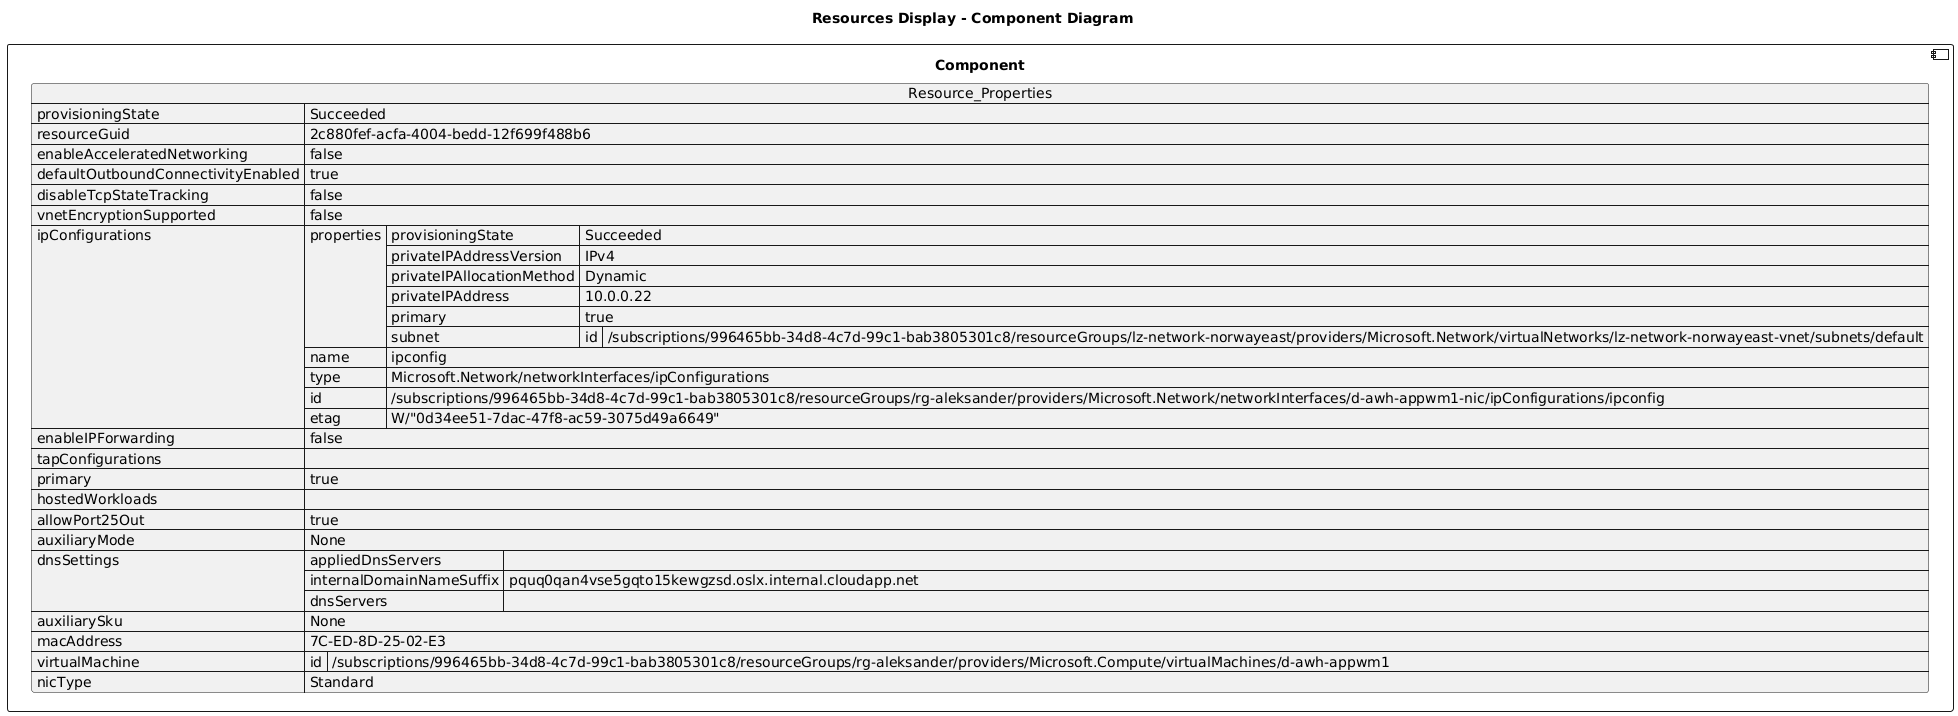 Resources Display - Component Diagram
Component
Resource_Properties
provisioningState Succeeded
resourceGuid 2c880fef-acfa-4004-bedd-12f699f488b6
enableAcceleratedNetworking false
defaultOutboundConnectivityEnabled true
disableTcpStateTracking false
vnetEncryptionSupported false
ipConfigurations properties provisioningState Succeeded
privateIPAddressVersion IPv4
privateIPAllocationMethod Dynamic
privateIPAddress 10.0.0.22
primary true
subnet id /subscriptions/996465bb-34d8-4c7d-99c1-bab3805301c8/resourceGroups/lz-network-norwayeast/providers/Microsoft.Network/virtualNetworks/lz-network-norwayeast-vnet/subnets/default
name ipconfig
type Microsoft.Network/networkInterfaces/ipConfigurations
id /subscriptions/996465bb-34d8-4c7d-99c1-bab3805301c8/resourceGroups/rg-aleksander/providers/Microsoft.Network/networkInterfaces/d-awh-appwm1-nic/ipConfigurations/ipconfig
etag W/"0d34ee51-7dac-47f8-ac59-3075d49a6649"
enableIPForwarding false
tapConfigurations
primary true
hostedWorkloads
allowPort25Out true
auxiliaryMode None
dnsSettings appliedDnsServers
internalDomainNameSuffix pquq0qan4vse5gqto15kewgzsd.oslx.internal.cloudapp.net
dnsServers
auxiliarySku None
macAddress 7C-ED-8D-25-02-E3
virtualMachine id /subscriptions/996465bb-34d8-4c7d-99c1-bab3805301c8/resourceGroups/rg-aleksander/providers/Microsoft.Compute/virtualMachines/d-awh-appwm1
nicType Standard